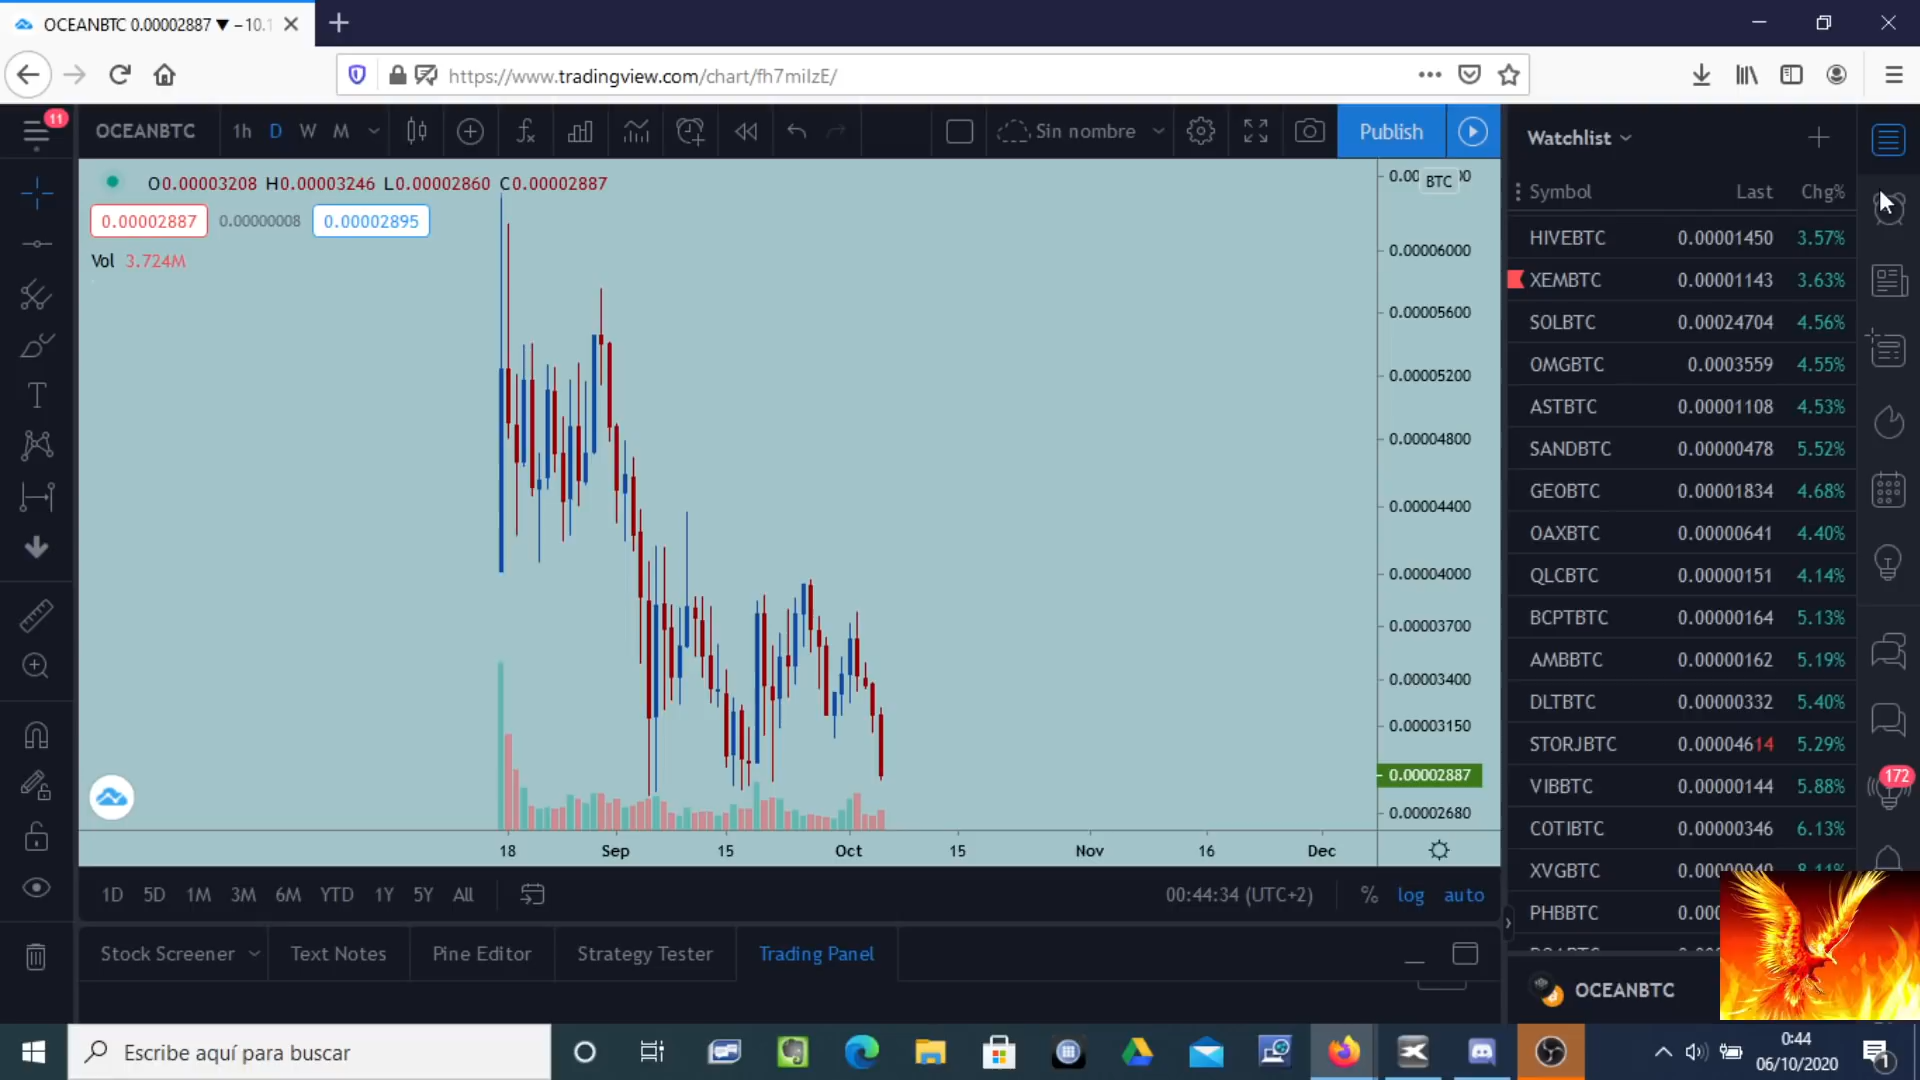 OCEANBTC 0.00002887 ▼ −10.1
https://www.tradingview.com/chart/fh7miIzE/
11
OCEANBTC 1h D W M
Sin nombre
Publish
Watchlist
Symbol Last Chg%
O0.00003208 H0.00003246 L0.00002860 C0.00002887
0.00002887 0.00000008 0.00002895
Vol 3.724M
BTC
0.00006000
0.00005600
0.00005200
0.00004800
0.00004400
0.00004000
0.00003700
0.00003400
0.00003150
0.00002887
0.00002680
18 Sep 15 Oct 15 Nov 16 Dec
HIVEBTC 0.00001450 3.57%
XEMBTC 0.00001143 3.63%
SOLBTC 0.00024704 4.56%
OMGBTC 0.0003559 4.55%
ASTBTC 0.00001108 4.53%
SANDBTC 0.00000478 5.52%
GEOBTC 0.00001834 4.68%
OAXBTC 0.00000641 4.40%
QLCBTC 0.00000151 4.14%
BCPTBTC 0.00000164 5.13%
AMBBTC 0.00000162 5.19%
DLTBTC 0.00000332 5.40%
STORJBTC 0.00004614 5.29%
VIBBTC 0.00000144 5.88%
COTIBTC 0.00000346 6.13%
XVGBTC
PHBBTC
172
1D 5D 1M 3M 6M YTD 1Y 5Y All
00:44:34 (UTC+2) % log auto
Stock Screener Text Notes Pine Editor Strategy Tester Trading Panel
OCEANBTC
Escribe aquí para buscar
0:44
06/10/2020
1